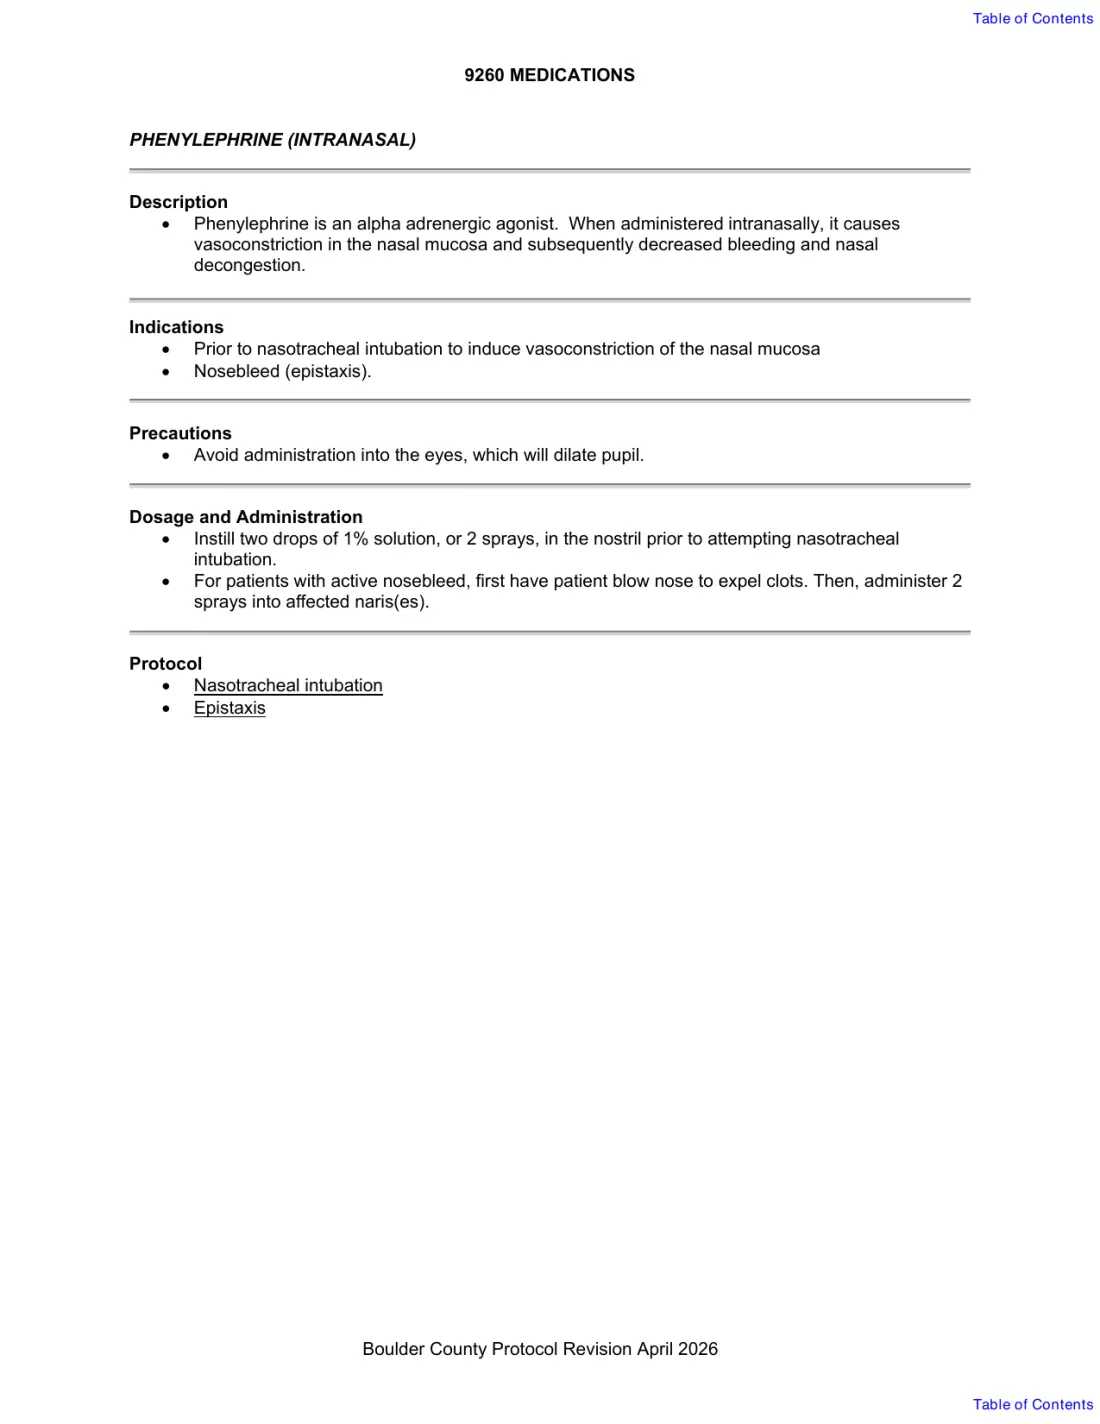 Table of Contents
9260 MEDICATIONS
PHENYLEPHRINE (INTRANASAL)
Description
• Phenylephrine is an alpha adrenergic agonist.  When administered intranasally, it causes
vasoconstriction in the nasal mucosa and subsequently decreased bleeding and nasal
decongestion.
Indications
• Prior to nasotracheal intubation to induce vasoconstriction of the nasal mucosa
• Nosebleed (epistaxis).
Precautions
• Avoid administration into the eyes, which will dilate pupil.
Dosage and Administration
• Instill two drops of 1% solution, or 2 sprays, in the nostril prior to attempting nasotracheal
intubation.
• For patients with active nosebleed, first have patient blow nose to expel clots. Then, administer 2
sprays into affected naris(es).
Protocol
• Nasotracheal intubation
• Epistaxis
Boulder County Protocol Revision April 2026
Table of Contents